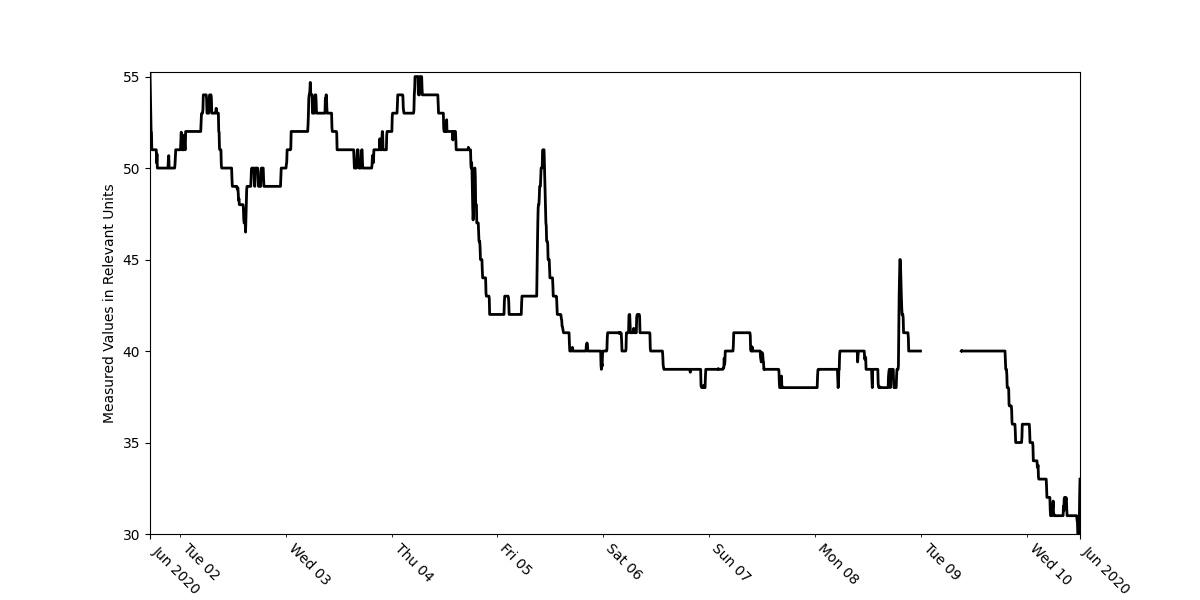 55
50
45
40
35
30
Measured Values in Relevant Units
Jun 2020
Tue 02
Wed 03
Thu 04
Fri 05
Sat 06
Sun 07
Mon 08
Tue 09
Wed 10
Jun 2020